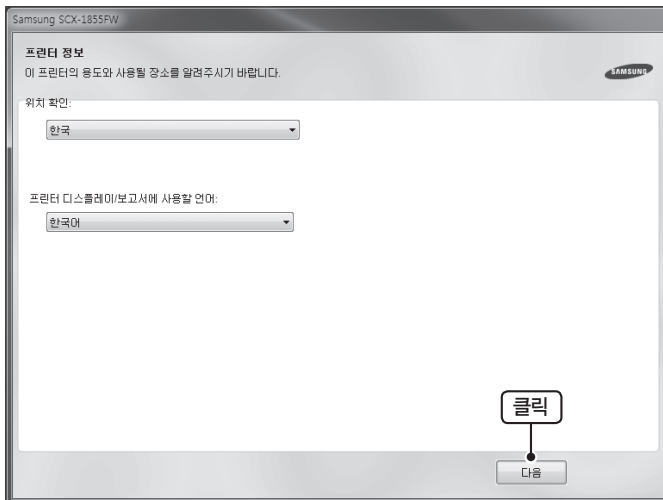 Samsung SCX-1855FW
프린터 정보
이 프린터의 용도와 사용될 장소를 알려주시기 바랍니다.
SAMSUNG
위치 확인:
한국
프린터 디스플레이/보고서에 사용할 언어:
한국어
클릭
다음